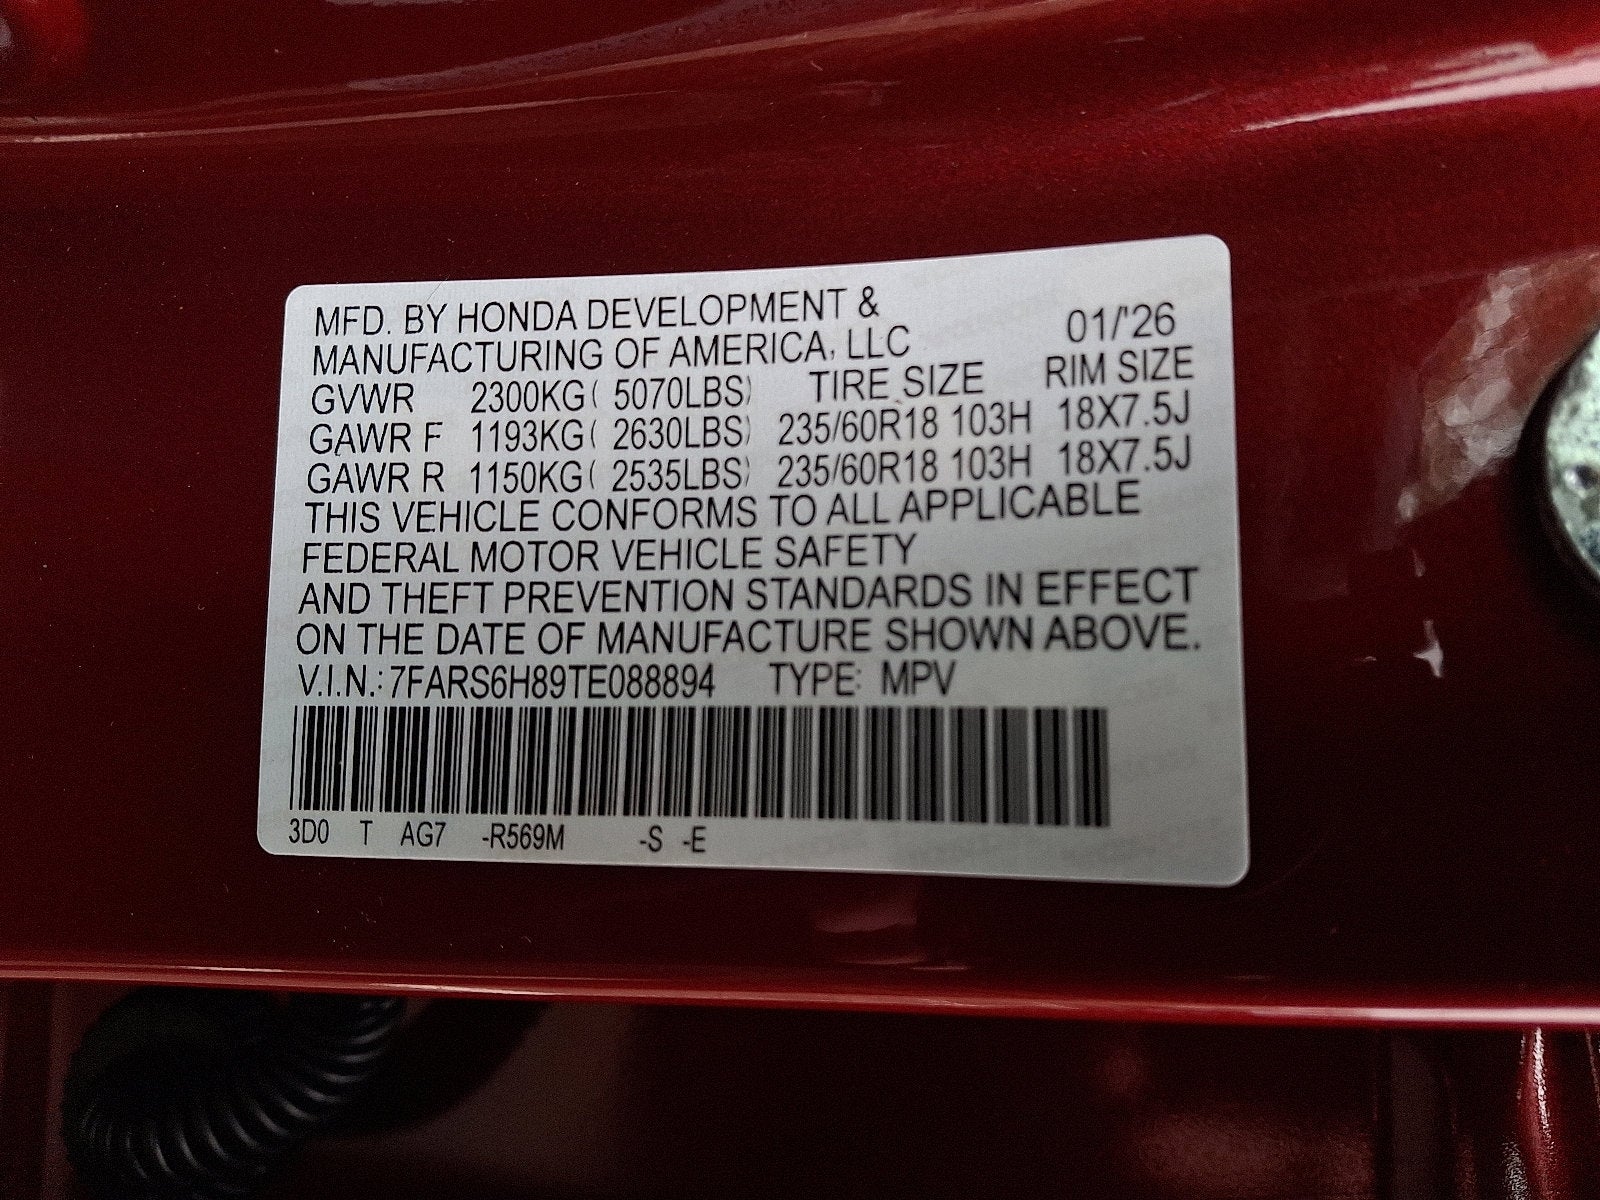 MFD. BY HONDA DEVELOPMENT &
MANUFACTURING OF AMERICA, LLC 01/'26
GVWR 2300KG( 5070LBS) TIRE SIZE RIM SIZE
GAWR F 1193KG( 2630LBS) 235/60R18 103H 18X7.5J
GAWR R 1150KG( 2535LBS) 235/60R18 103H 18X7.5J
THIS VEHICLE CONFORMS TO ALL APPLICABLE
FEDERAL MOTOR VEHICLE SAFETY
AND THEFT PREVENTION STANDARDS IN EFFECT
ON THE DATE OF MANUFACTURE SHOWN ABOVE.
V.I.N.: 7FARS6H89TE088894 TYPE: MPV
3D0 T AG7 -R569M -S -E